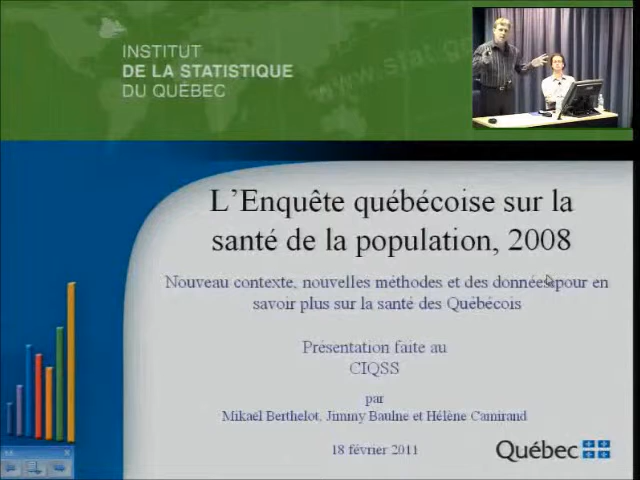 INSTITUT
DE LA STATISTIQUE
DU QUÉBEC
www.stat.g
L'Enquête québécoise sur la
santé de la population, 2008
Nouveau contexte, nouvelles méthodes et des données pour en
savoir plus sur la santé des Québécois
Présentation faite au
CIQSS
par
Mikaël Berthelot, Jimmy Baulne et Hélène Camirand
18 février 2011
Québec